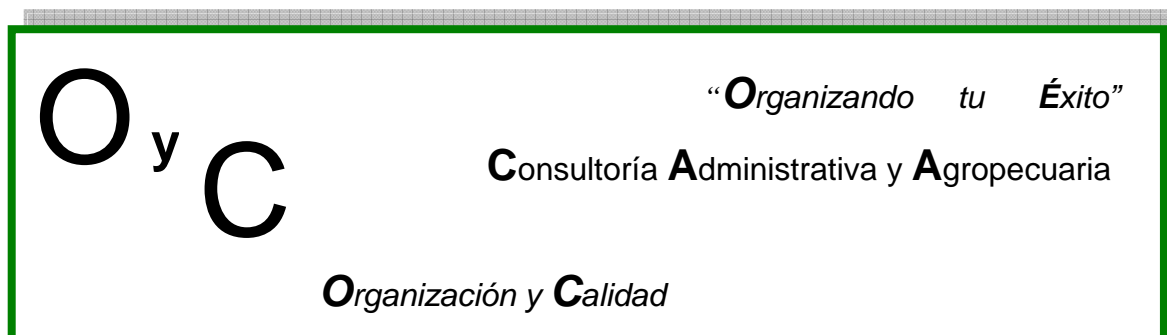 O y C
“Organizando tu Éxito”
Consultoría Administrativa y Agropecuaria
Organización y Calidad